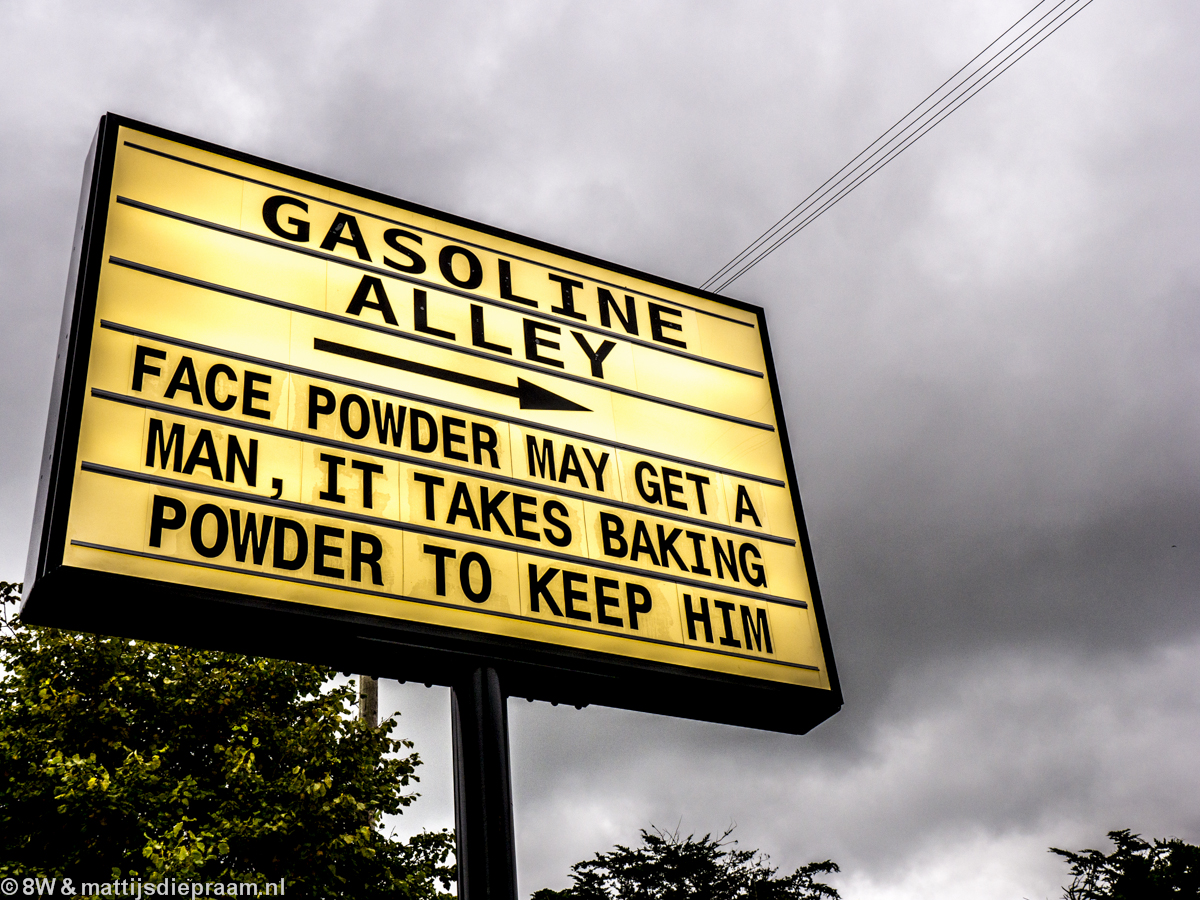 GASOLINE
ALLEY
FACE POWDER MAY GET A
MAN, IT TAKES BAKING
POWDER TO KEEP HIM
© 8W & mattijsdiepraam.nl